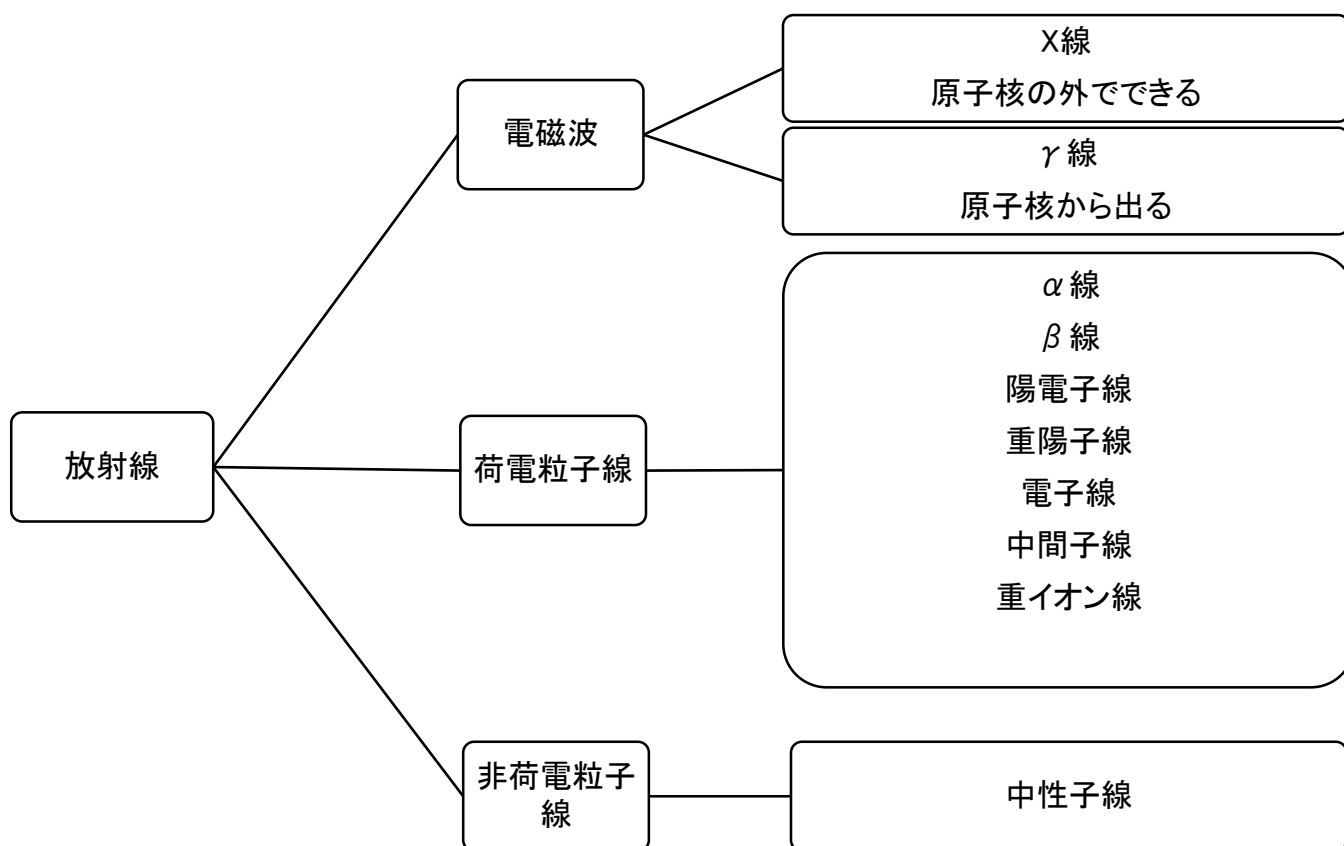 放射線
電磁波
X線
原子核の外でできる
γ線
原子核から出る
荷電粒子線
α線
β線
陽電子線
重陽子線
電子線
中間子線
重イオン線
非荷電粒子
線
中性子線